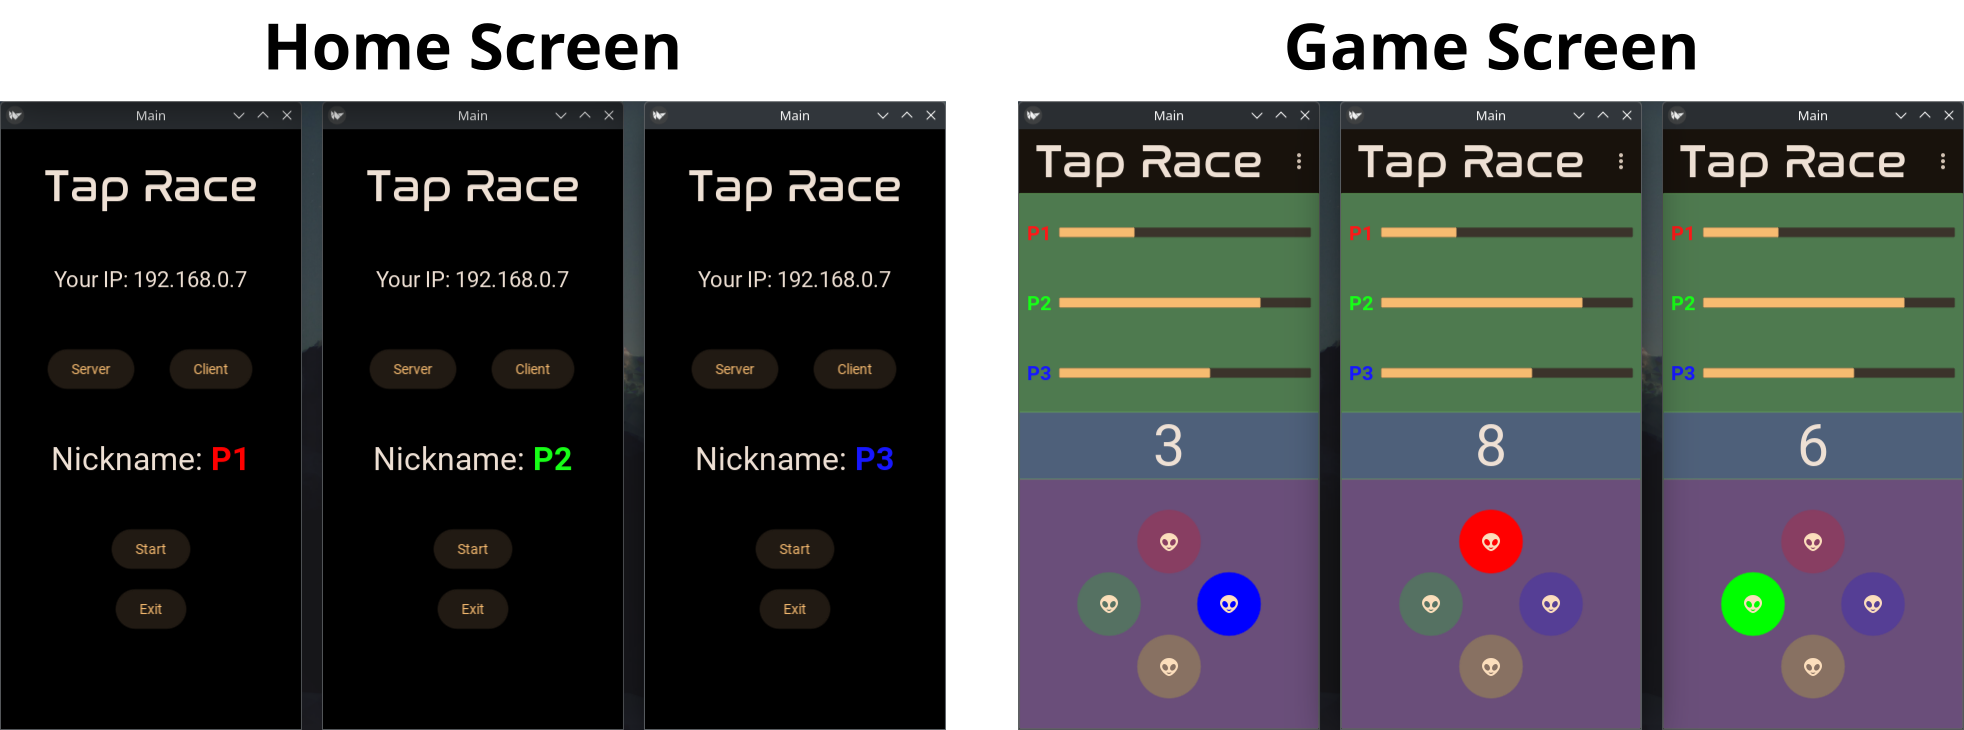 Home Screen
Main
Tap Race
Your IP: 192.168.0.7
Server Client
Nickname: P1
Start
Exit
Main
Tap Race
Your IP: 192.168.0.7
Server Client
Nickname: P2
Start
Exit
Main
Tap Race
Your IP: 192.168.0.7
Server Client
Nickname: P3
Start
Exit
Game Screen
Main
Tap Race
P1
P2
P3
3
Main
Tap Race
P1
P2
P3
8
Main
Tap Race
P1
P2
P3
6